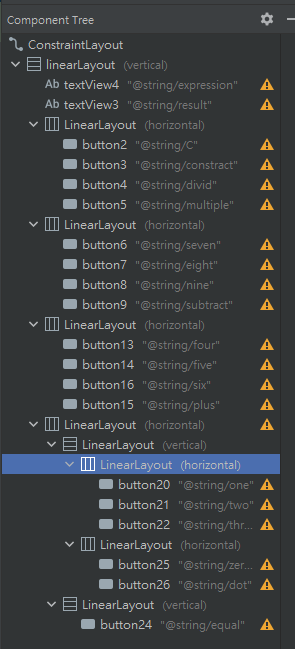 Component Tree
ConstraintLayout
linearLayout (vertical)
Ab textView4 "@string/expression"
Ab textView3 "@string/result"
LinearLayout (horizontal)
button2 "@string/C"
button3 "@string/constract"
button4 "@string/divid"
button5 "@string/multiple"
LinearLayout (horizontal)
button6 "@string/seven"
button7 "@string/eight"
button8 "@string/nine"
button9 "@string/subtract"
LinearLayout (horizontal)
button13 "@string/four"
button14 "@string/five"
button16 "@string/six"
button15 "@string/plus"
LinearLayout (horizontal)
LinearLayout (vertical)
LinearLayout (horizontal)
button20 "@string/one"
button21 "@string/two"
button22 "@string/thr...
LinearLayout (horizontal)
button25 "@string/zer...
button26 "@string/dot"
LinearLayout (vertical)
button24 "@string/equal"